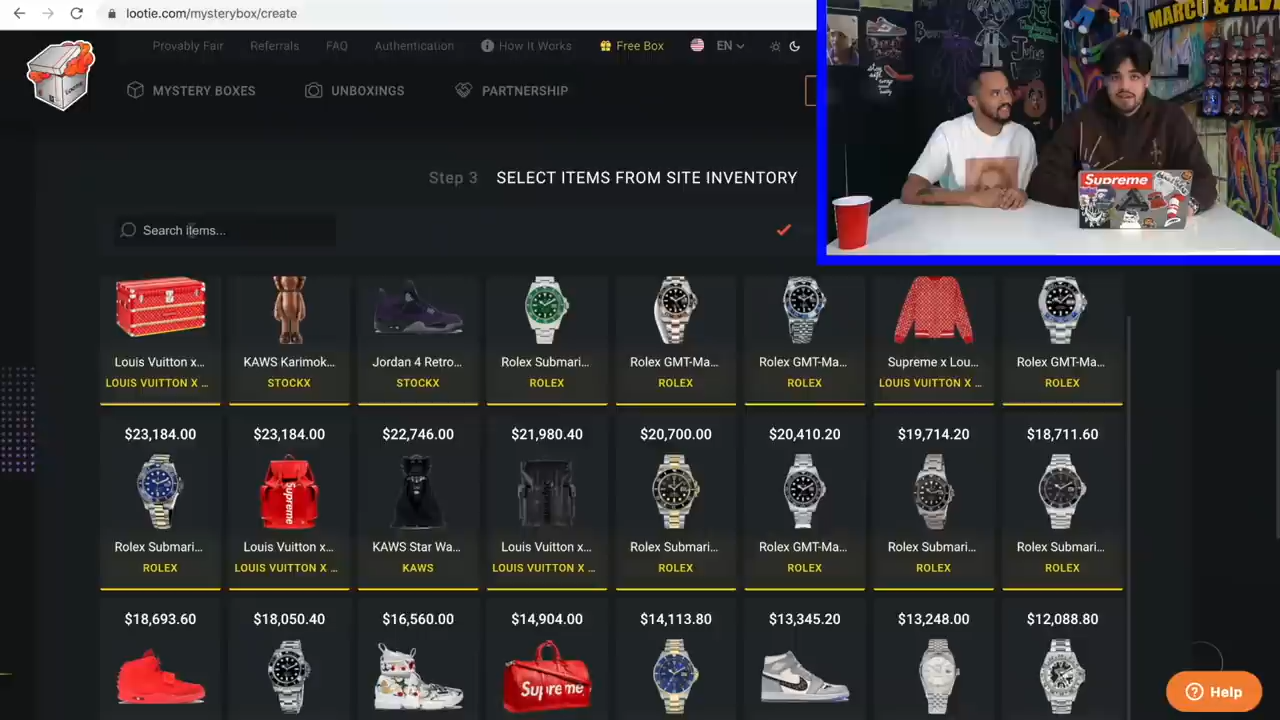 lootie.com/mysterybox/create
Provably Fair Referrals FAQ Authentication How It Works Free Box EN
MYSTERY BOXES UNBOXINGS PARTNERSHIP
MARCO & ALV
Supreme
Step 3 SELECT ITEMS FROM SITE INVENTORY
Search items...
Louis Vuitton x... KAWS Karimok... Jordan 4 Retro... Rolex Submari... Rolex GMT-Ma... Rolex GMT-Ma... Supreme x Lou... Rolex GMT-Ma...
LOUIS VUITTON X ... STOCKX STOCKX ROLEX ROLEX ROLEX LOUIS VUITTON X ... ROLEX
$23,184.00 $23,184.00 $22,746.00 $21,980.40 $20,700.00 $20,410.20 $19,714.20 $18,711.60
Supreme
Rolex Submari... Louis Vuitton x... KAWS Star Wa... Louis Vuitton x... Rolex Submari... Rolex GMT-Ma... Rolex Submari... Rolex Submari...
ROLEX LOUIS VUITTON X ... KAWS LOUIS VUITTON X ... ROLEX ROLEX ROLEX ROLEX
$18,693.60 $18,050.40 $16,560.00 $14,904.00 $14,113.80 $13,345.20 $13,248.00 $12,088.80
Supreme
Help